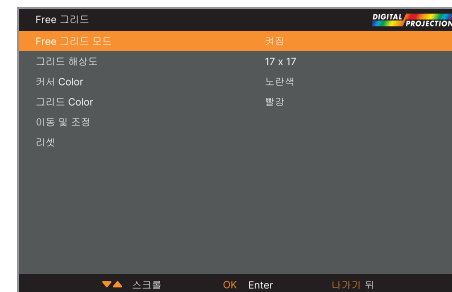 Free 그리드
DIGITAL PROJECTION
Free 그리드 모드 켜짐
그리드 해상도 17 x 17
커서 Color 노란색
그리드 Color 빨강
이동 및 조정
리셋
▼▲ 스크롤 OK Enter 나가기 뒤